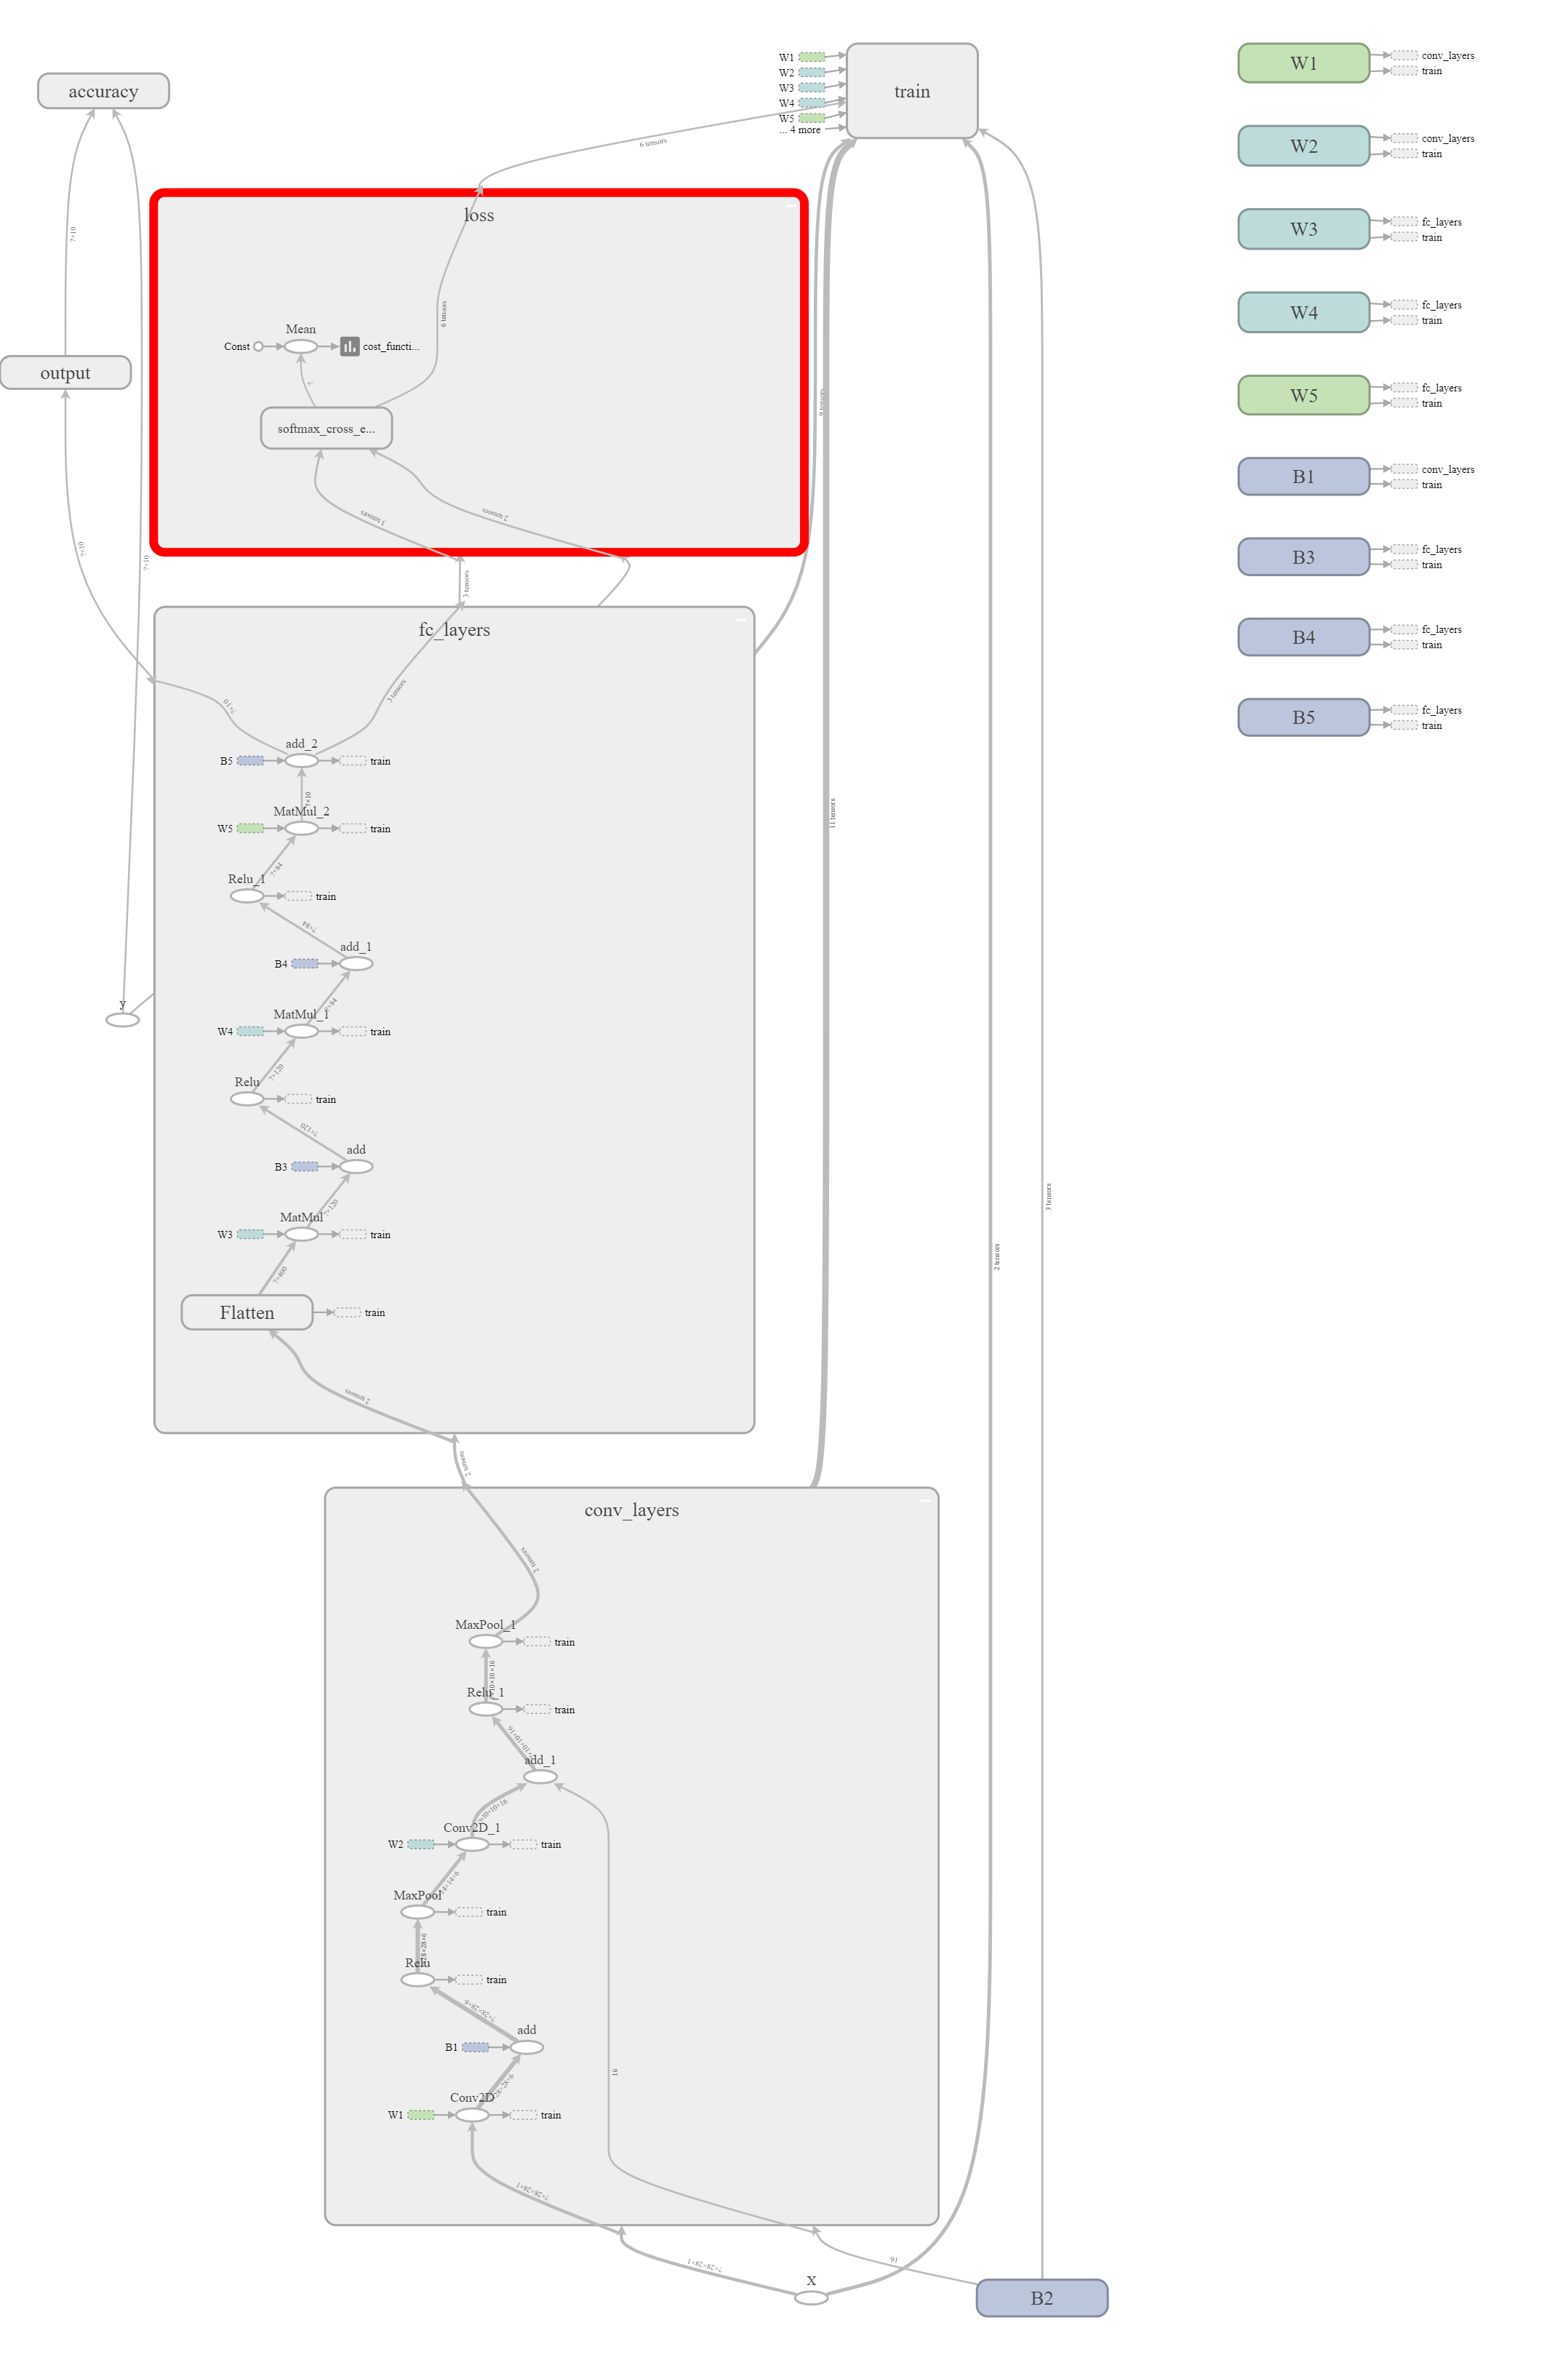 W1
W2
W3
W4
W5
... 4 more
train
accuracy
6 tensors
loss
?×10
6 tensors
Mean
Const
cost_functi...
output
softmax_cross_e...
9 tensors
3 tensors
2 tensors
?×10
?×10
3 tensors
fc_layers
3 tensors
?×10
add_2
B5
train
?×10
MatMul_2
W5
train
11 tensors
?×84
Relu_1
train
?×84
add_1
B4
?×84
y
MatMul_1
W4
train
?×120
Relu
train
?×120
add
B3
?×120
MatMul
W3
train
3 tensors
2 tensors
?×400
Flatten
train
2 tensors
2 tensors
conv_layers
2 tensors
MaxPool_1
train
?×10×10×16
Relu_1
train
?×10×10×16
add_1
?×10×10×16
Conv2D_1
W2
train
?×14×14×6
MaxPool
train
?×28×28×6
Relu
train
?×28×28×6
add
B1
?×28×28×6
16
Conv2D
W1
train
?×28×28×1
?×28×28×1
16
X
B2
W1
conv_layers
train
W2
conv_layers
train
W3
fc_layers
train
W4
fc_layers
train
W5
fc_layers
train
B1
conv_layers
train
B3
fc_layers
train
B4
fc_layers
train
B5
fc_layers
train